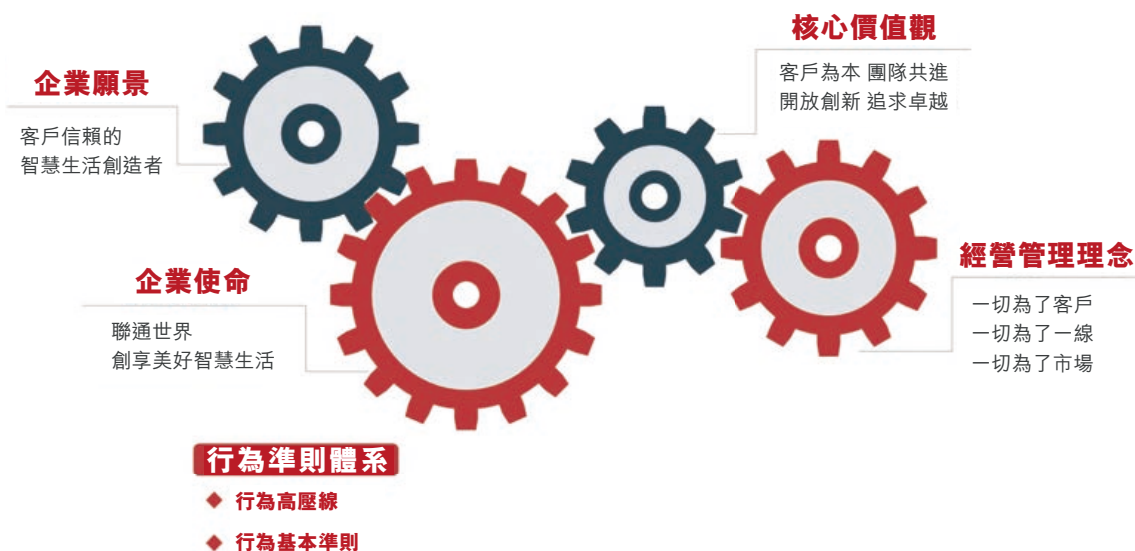 企業願景
客戶信賴的
智慧生活創造者
核心價值觀
客戶為本 團隊共進
開放創新 追求卓越
企業使命
聯通世界
創享美好智慧生活
經營管理理念
一切為了客戶
一切為了一線
一切為了市場
行為準則體系
行為高壓線
行為基本準則